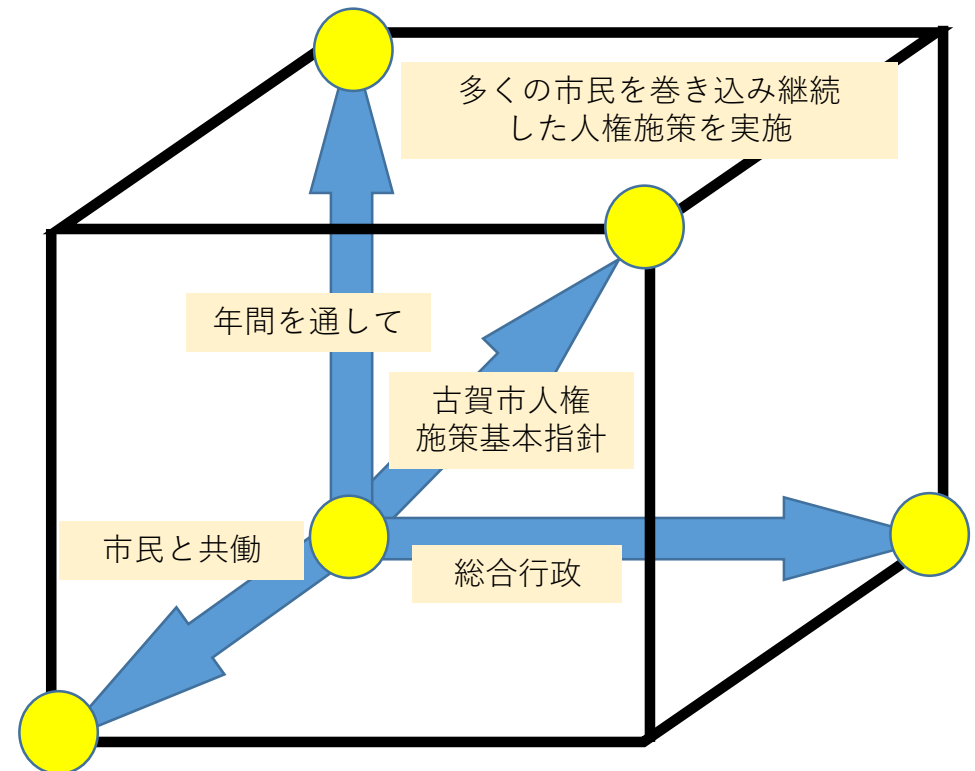 多くの市民を巻き込み継続
した人権施策を実施
年間を通して
古賀市人権
施策基本指針
市民と共働
総合行政